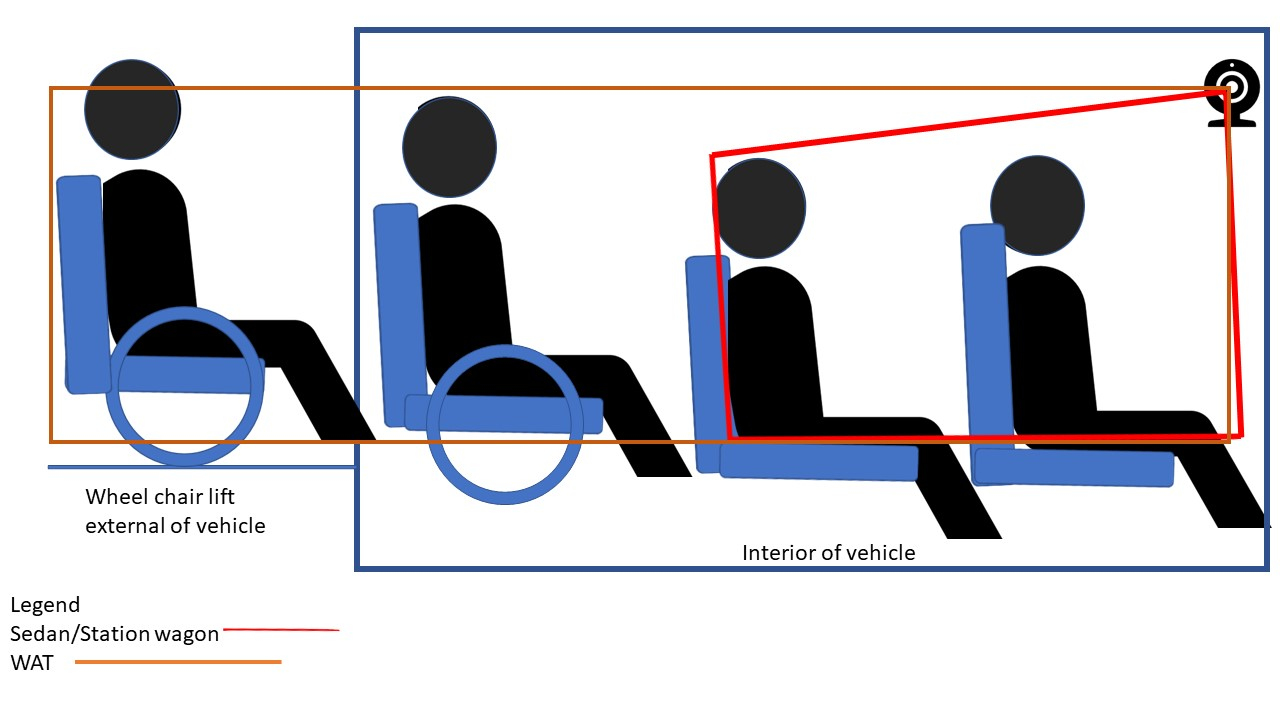 Wheel chair lift
external of vehicle
Interior of vehicle
Legend
Sedan/Station wagon
WAT